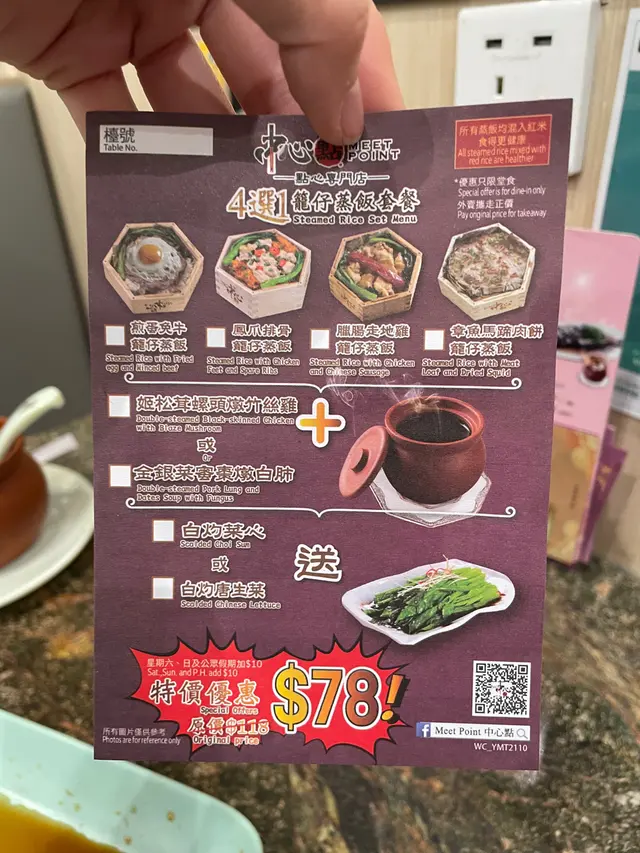 檯號
Table No.
中心點
MEET
POINT
點心專門店
4選1籠仔蒸飯套餐
Steamed Rice Set Menu
所有蒸飯均混入紅米
食得更健康
All steamed rice mixed with
red rice are healthier
*優惠只限堂食
Special offer is for dine-in only
外賣攜走正價
Pay original price for takeaway
煎蛋免治牛
籠仔蒸飯
Steamed Rice with Fried
egg and Minced beef
鳳爪排骨
籠仔蒸飯
Steamed Rice with Chicken
Feet and Spare Ribs
臘腸走地雞
籠仔蒸飯
Steamed Rice with Chicken
and Chinese Sausage
章魚馬蹄肉餅
籠仔蒸飯
Steamed Rice with Meat
Loaf and Dried Squid
姬松茸螺頭燉竹絲雞
Double-steamed Black-skinned Chicken
with Blaze Mushroom
或
Or
金銀菜蜜棗燉白肺
Double-steamed Pork Lung and
Dates Soup with Fungus
+
白灼菜心
Scalded Choi Sum
或
白灼唐生菜
Scalded Chinese Lettuce
送
星期六、日及公眾假期加$10
Sat., Sun. and P.H. add $10
特價優惠
Special Offers
原價$118
Original price
$78!
所有圖片僅供參考
Photos are for reference only
f Meet Point 中心點
WC_YMT2110